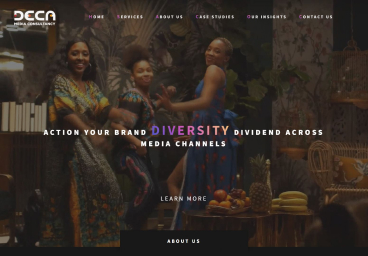 DECA
MEDIA CONSULTANCY
HOME SERVICES ABOUT US CASE STUDIES OUR INSIGHTS CONTACT US
ACTION YOUR BRAND DIVERSITY DIVIDEND ACROSS
MEDIA CHANNELS
LEARN MORE
ABOUT US